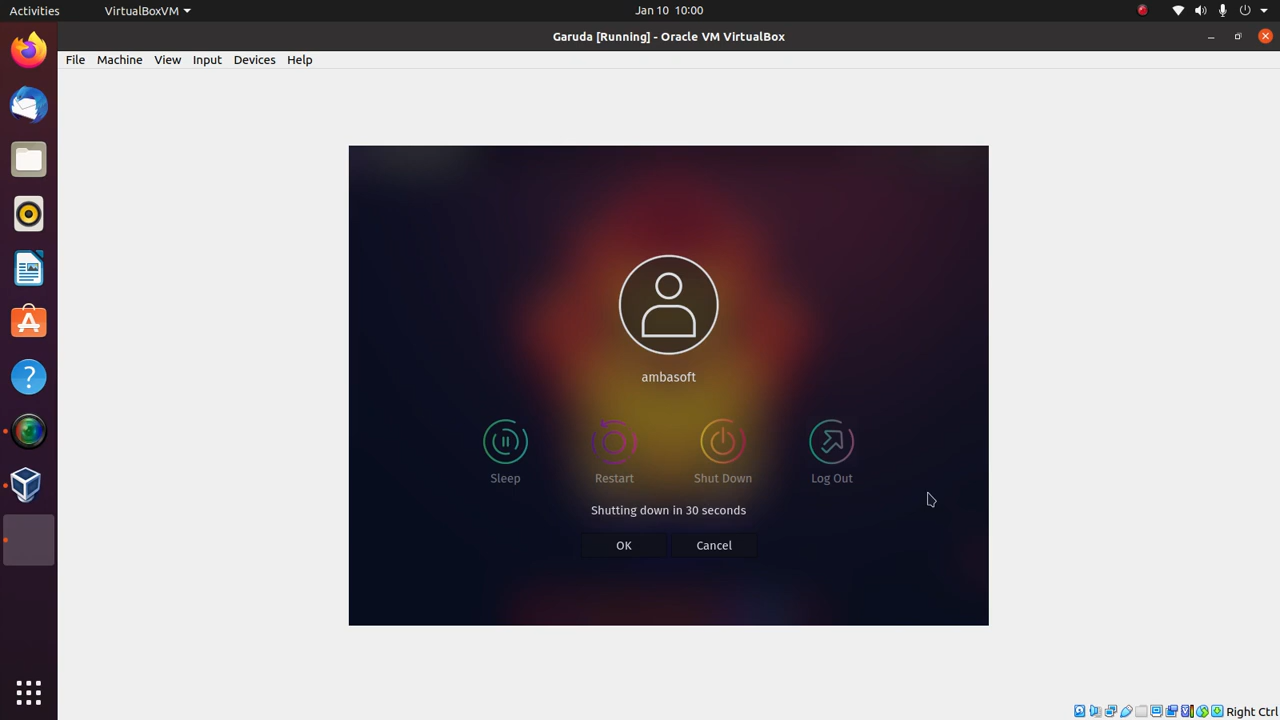 Activities VirtualBoxVM Jan 10 10:00
Garuda [Running] - Oracle VM VirtualBox
File Machine View Input Devices Help
ambasoft
Sleep Restart Shut Down Log Out
Shutting down in 30 seconds
OK Cancel
Right Ctrl